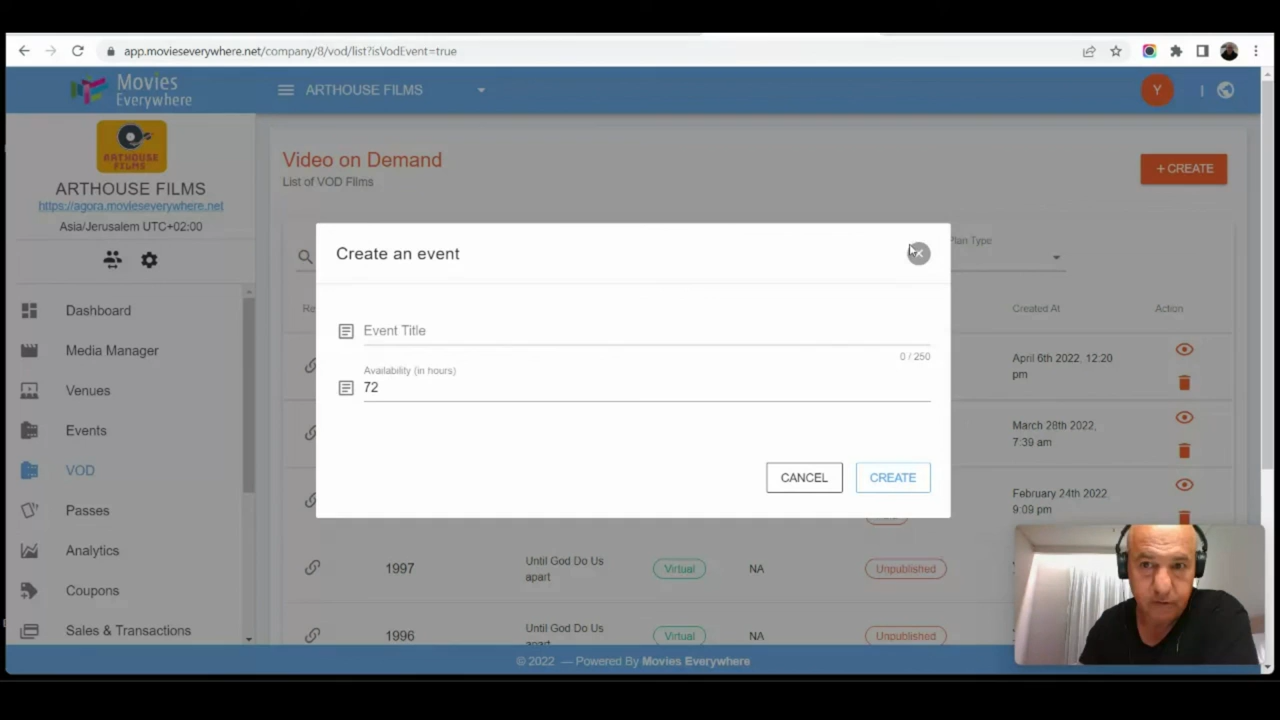 app.movieseverywhere.net/company/8/vod/list?isVodEvent=true
Movies
Everywhere
ARTHOUSE FILMS
Y
ARTHOUSE
FILMS
ARTHOUSE FILMS
https://agora.movieseverywhere.net
Asia/Jerusalem UTC+02:00
Dashboard
Media Manager
Venues
Events
VOD
Passes
Analytics
Coupons
Sales & Transactions
Video on Demand
List of VOD Films
+ CREATE
Plan Type
Created At
Action
Create an event
Event Title
0 / 250
Availability (in hours)
72
CANCEL
CREATE
April 6th 2022, 12:20
pm
March 28th 2022,
7:39 am
February 24th 2022,
9:09 pm
1997
Until God Do Us
apart
Virtual
NA
Unpublished
1996
Until God Do Us
Virtual
NA
Unpublished
© 2022 — Powered By Movies Everywhere